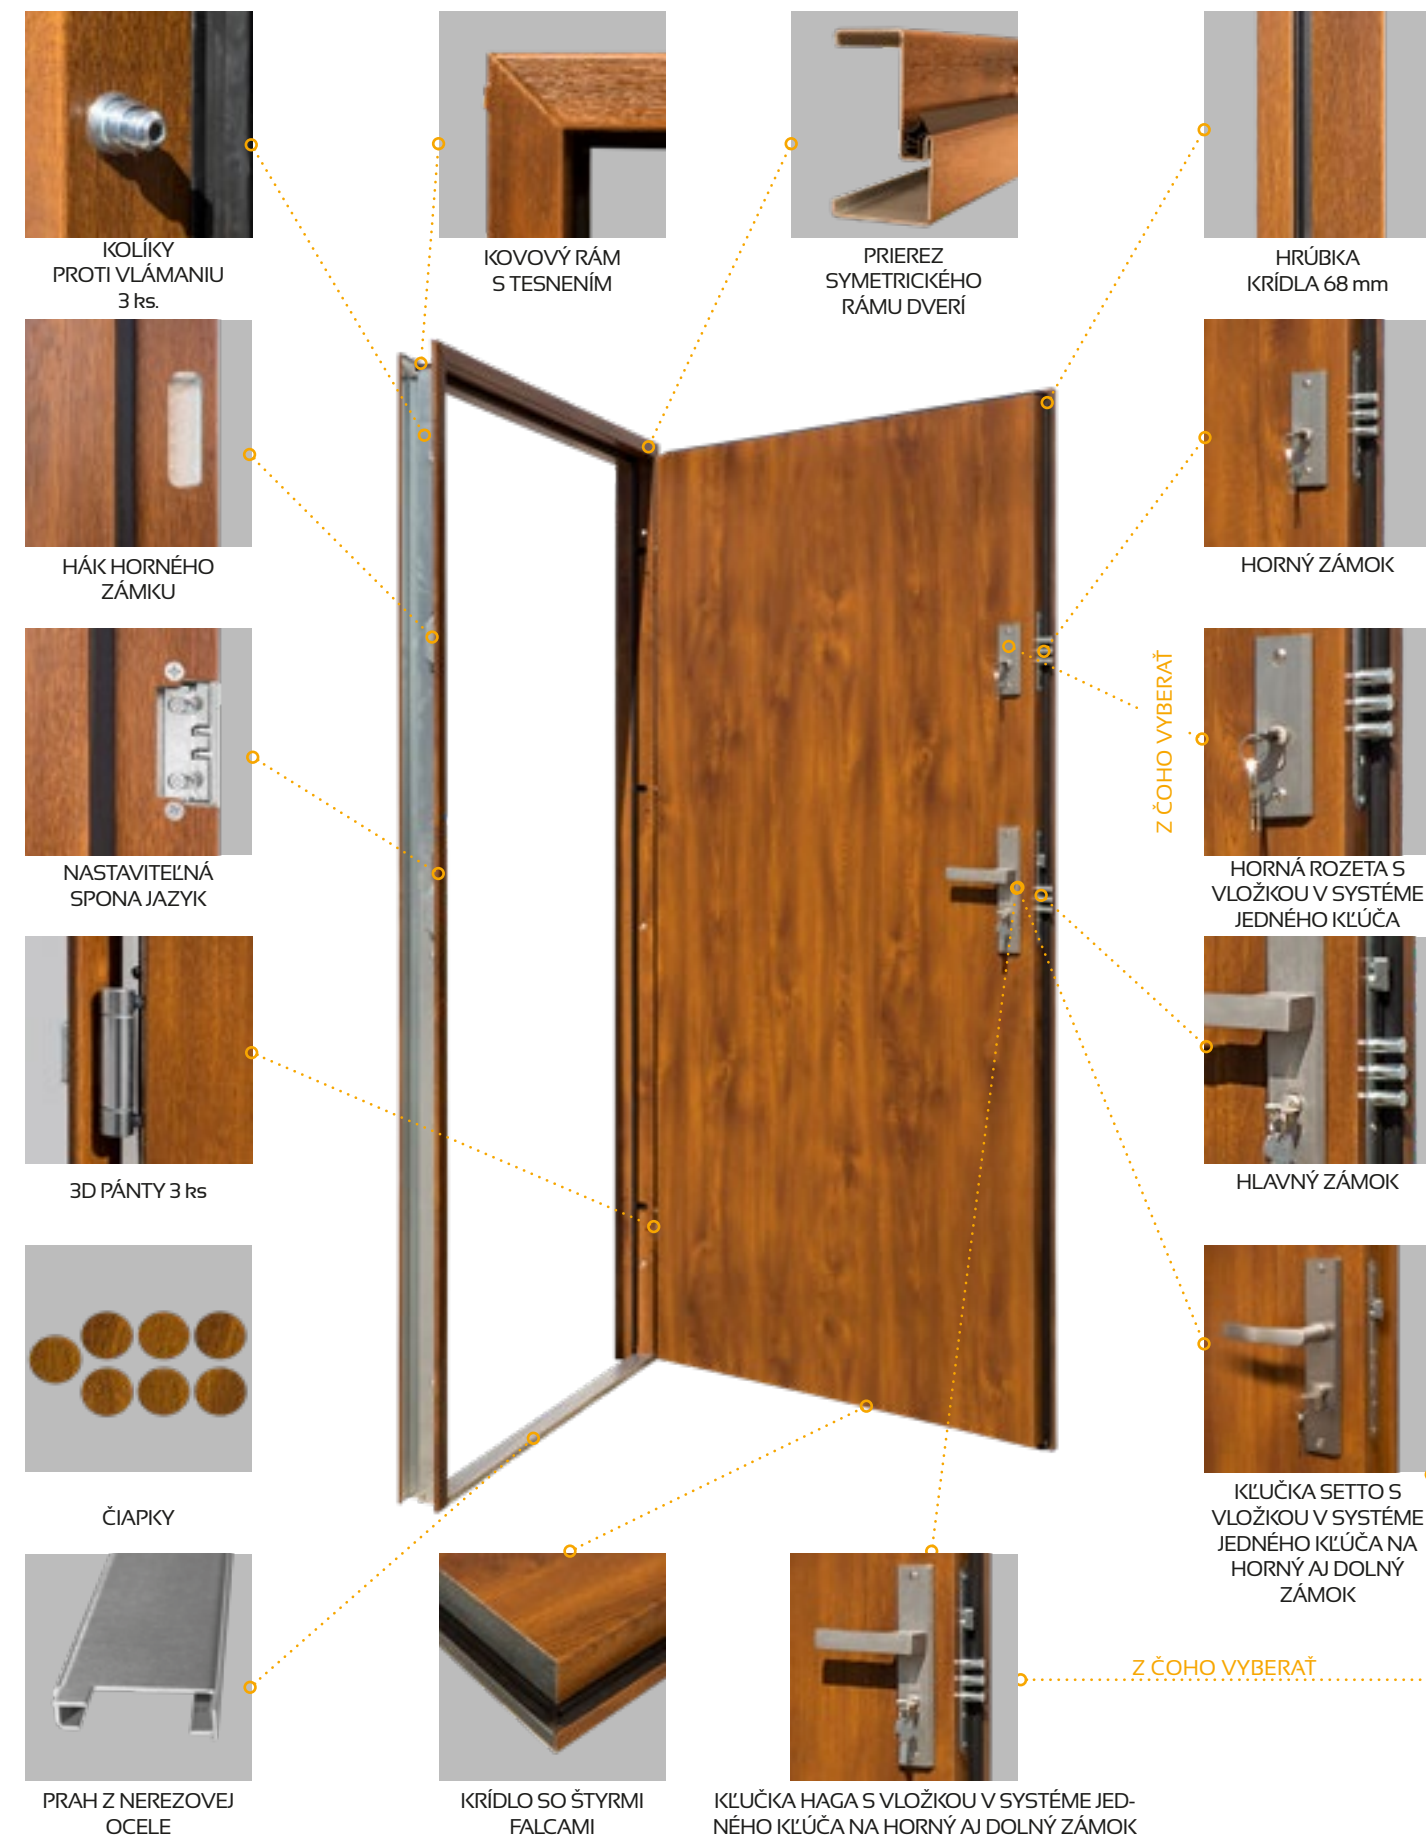 KOLÍKY
PROTI VLÁMANIU
3 ks.
KOVOVÝ RÁM
S TESNENÍM
PRIEREZ
SYMETRICKÉHO
RÁMU DVERÍ
HRÚBKA
KRÍDLA 68 mm
HÁK HORNÉHO
ZÁMKU
HORNÝ ZÁMOK
NASTAVITEĽNÁ
SPONA JAZYK
Z ČOHO VYBERAŤ
HORNÁ ROZETA S
VLOŽKOU V SYSTÉME
JEDNÉHO KĽÚČA
3D PÁNTY 3 ks
HLAVNÝ ZÁMOK
ČIAPKY
KĽUČKA SETTO S
VLOŽKOU V SYSTÉME
JEDNÉHO KĽÚČA NA
HORNÝ AJ DOLNÝ
ZÁMOK
Z ČOHO VYBERAŤ
PRAH Z NEREZOVEJ
OCELE
KRÍDLO SO ŠTYRMI
FALCAMI
KĽUČKA HAGA S VLOŽKOU V SYSTÉME JED-
NÉHO KĽÚČA NA HORNÝ AJ DOLNÝ ZÁMOK